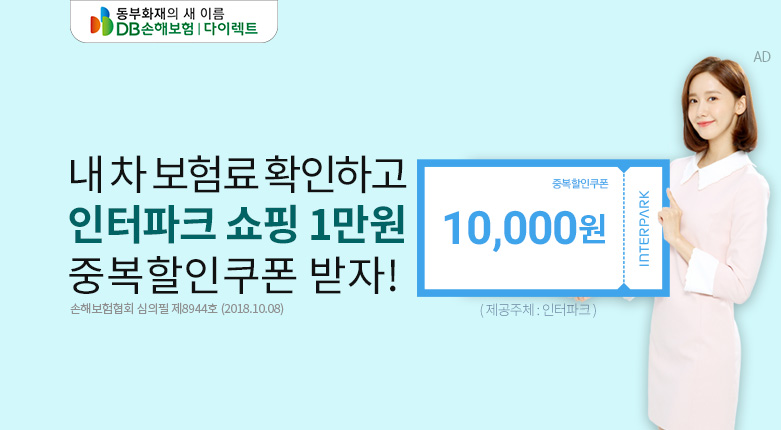 동부화재의 새 이름
DB손해보험 | 다이렉트
AD
내 차 보험료 확인하고
인터파크 쇼핑 1만원
중복할인쿠폰 받자!
손해보험협회 심의필 제8944호 (2018.10.08)
중복할인쿠폰
10,000원
INTERPARK
( 제공주체 : 인터파크 )